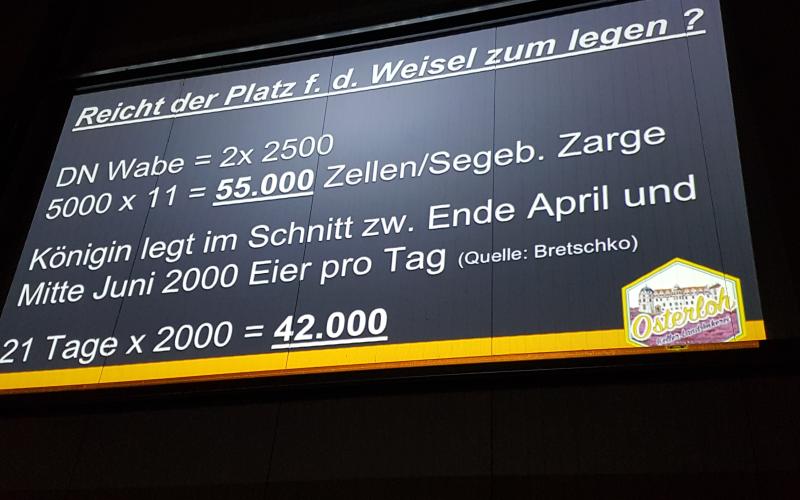 Reicht der Platz f. d. Weisel zum legen ?
DN Wabe = 2x 2500
5000 x 11 = 55.000 Zellen/Segeb. Zarge
Königin legt im Schnitt zw. Ende April und
Mitte Juni 2000 Eier pro Tag (Quelle: Bretschko)
21 Tage x 2000 = 42.000
Osterloh